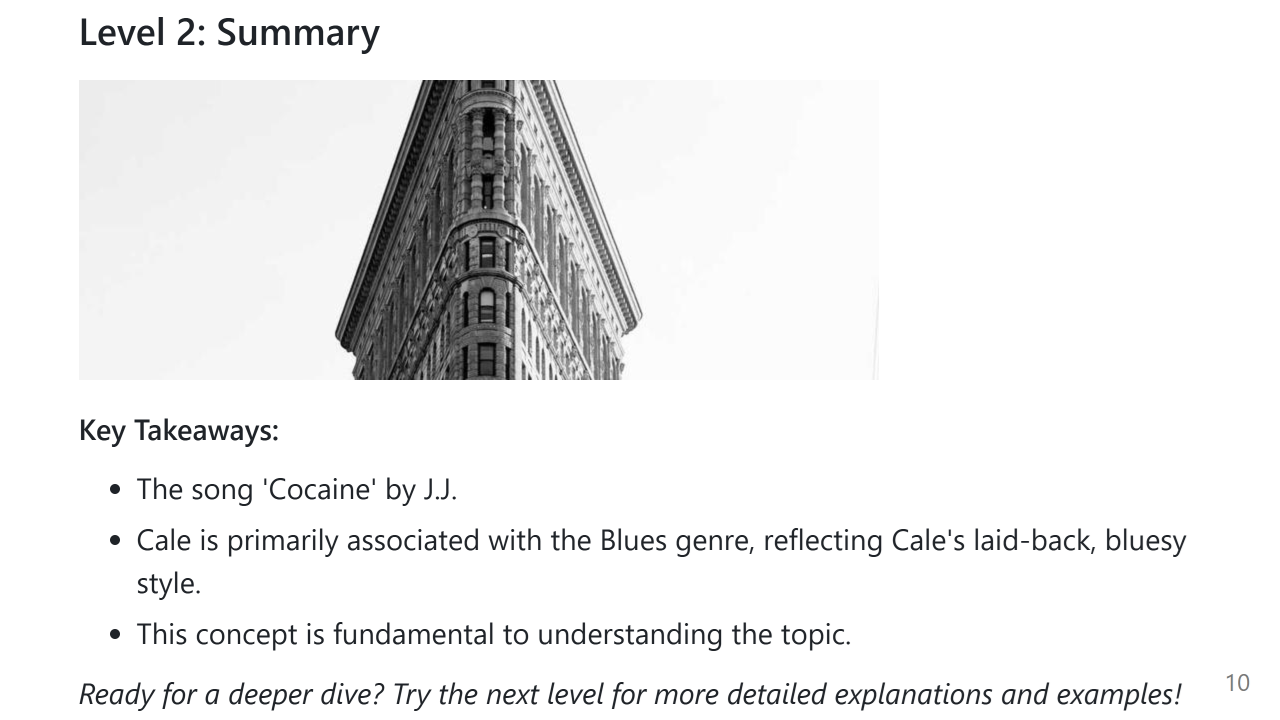 Level 2: Summary
Key Takeaways:
• The song 'Cocaine' by J.J.
• Cale is primarily associated with the Blues genre, reflecting Cale's laid-back, bluesy
style.
• This concept is fundamental to understanding the topic.
Ready for a deeper dive? Try the next level for more detailed explanations and examples!
10